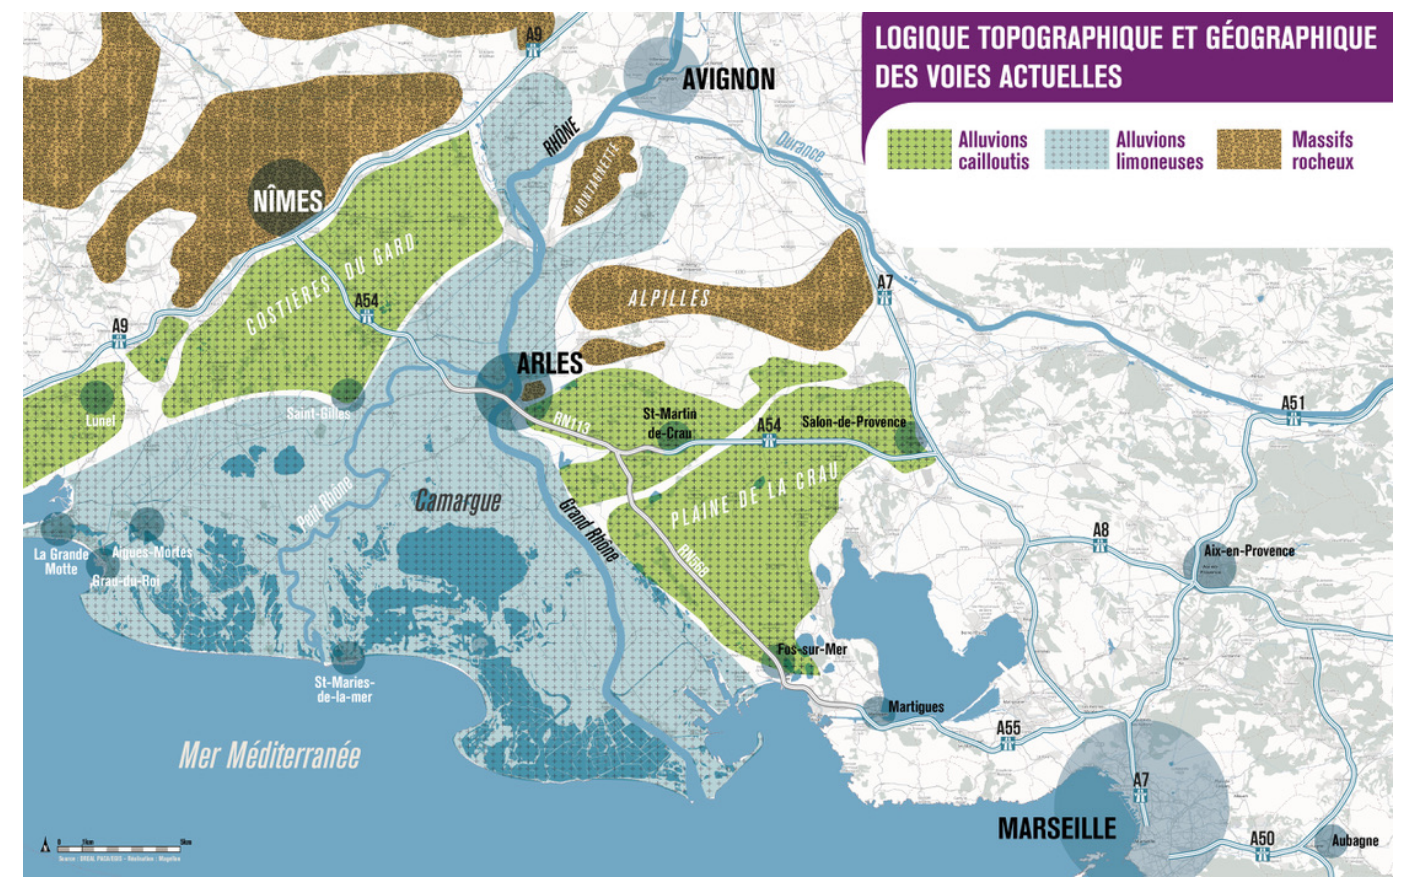 LOGIQUE TOPOGRAPHIQUE ET GÉOGRAPHIQUE
DES VOIES ACTUELLES
Alluvions
cailloutis
Alluvions
limoneuses
Massifs
rocheux
A9
AVIGNON
RHÔNE
Durance
MONTAGNETTE
NÎMES
COSTIÈRES DU GARD
A54
A7
ALPILLES
A9
ARLES
Lunel
Saint-Gilles
RN113
St-Martin
de-Crau
A54
Salon-de-Provence
A51
PLAINE DE LA CRAU
Camargue
Petit Rhône
Grand Rhône
RN568
La Grande
Motte
Aigues-Mortes
Grau-du-Roi
A8
Aix-en-Provence
Fos-sur-Mer
St-Maries-
de-la-mer
Martigues
A55
Mer Méditerranée
A7
MARSEILLE
A50
Aubagne
0
5km